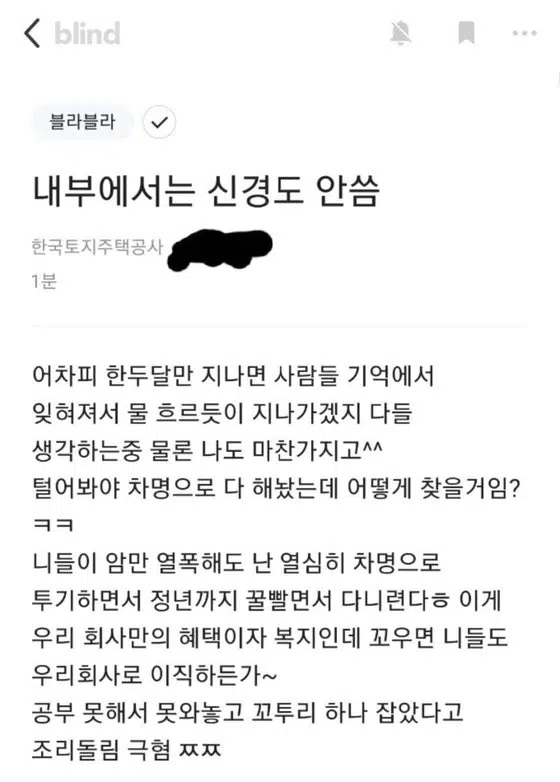 blind
블라블라
내부에서는 신경도 안씀
한국토지주택공사
1분
어차피 한두달만 지나면 사람들 기억에서
잊혀져서 물 흐르듯이 지나가겠지 다들
생각하는중 물론 나도 마찬가지고^^
털어봐야 차명으로 다 해놨는데 어떻게 찾을거임?
ㅋㅋ
니들이 암만 열폭해도 난 열심히 차명으로
투기하면서 정년까지 꿀빨면서 다니련다ㅎ 이게
우리 회사만의 혜택이자 복지인데 꼬우면 니들도
우리회사로 이직하든가~
공부 못해서 못와놓고 꼬투리 하나 잡았다고
조리돌림 극혐 ㅉㅉ